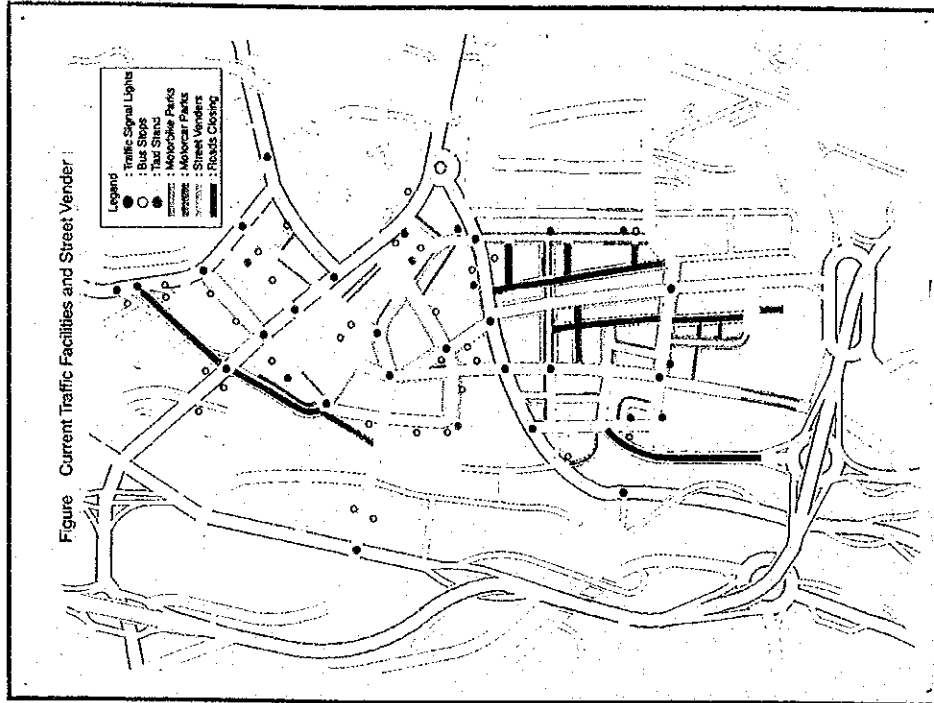 Figure Current Traffic Facilities and Street Vender
Legand
: Traffic Signal Lights
: Bus Stops
: Taxi Stand
: Motorbike Parks
: Motorcar Parks
: Street Venders
: Roads Closing